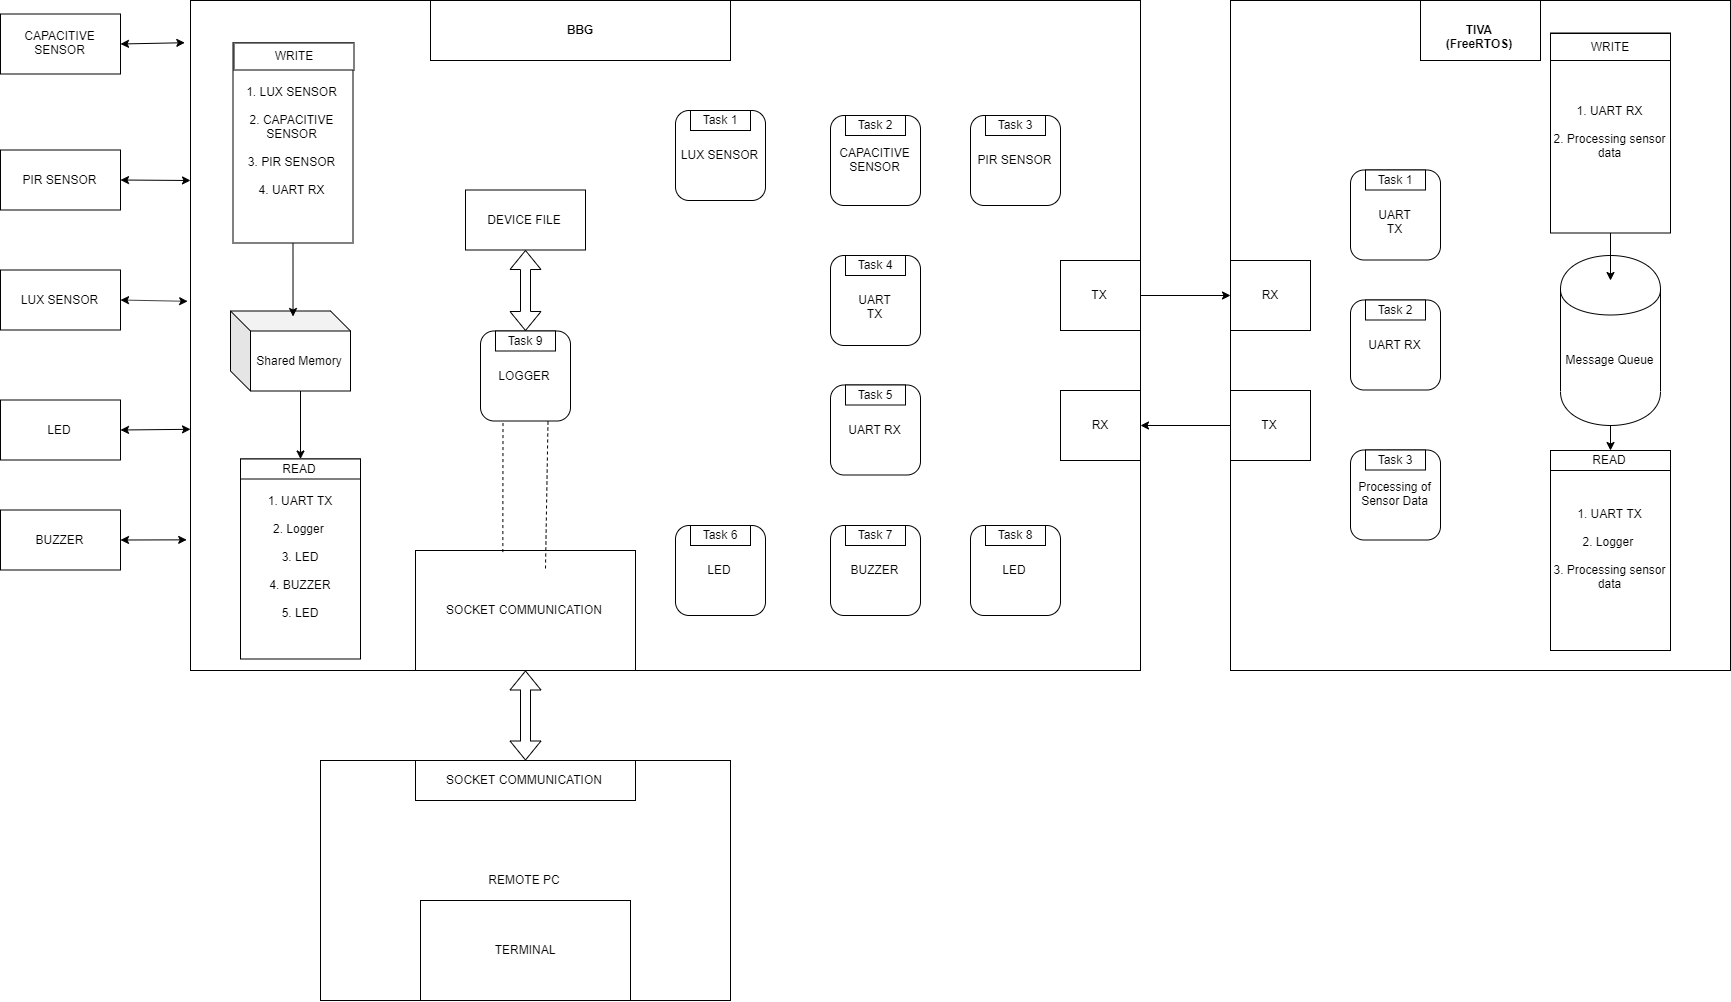 CAPACITIVE
SENSOR
PIR SENSOR
LUX SENSOR
LED
BUZZER
BBG
WRITE
1. LUX SENSOR
2. CAPACITIVE
SENSOR
3. PIR SENSOR
4. UART RX
Shared Memory
READ
1. UART TX
2. Logger
3. LED
4. BUZZER
5. LED
DEVICE FILE
Task 9
LOGGER
SOCKET COMMUNICATION
Task 1
LUX SENSOR
Task 2
CAPACITIVE
SENSOR
Task 3
PIR SENSOR
Task 4
UART
TX
Task 5
UART RX
Task 6
LED
Task 7
BUZZER
Task 8
LED
TX
RX
RX
TX
TIVA
(FreeRTOS)
Task 1
UART
TX
Task 2
UART RX
Task 3
Processing of
Sensor Data
WRITE
1. UART RX
2. Processing sensor
data
Message Queue
READ
1. UART TX
2. Logger
3. Processing sensor
data
SOCKET COMMUNICATION
REMOTE PC
TERMINAL